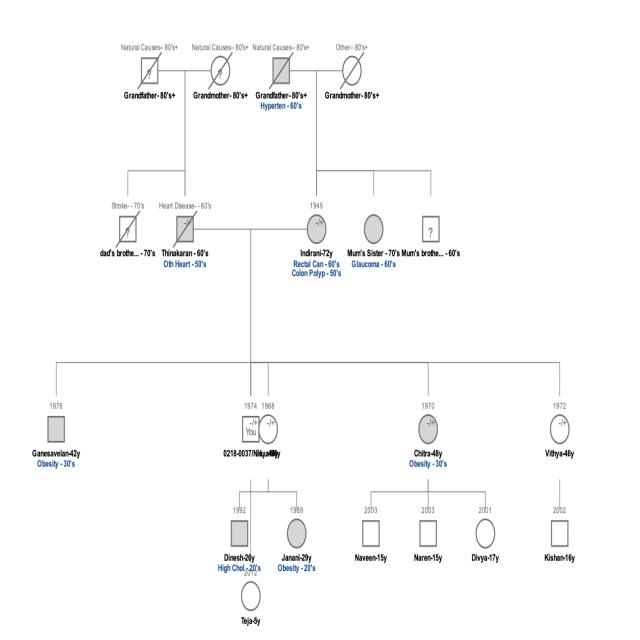 Natural Causes- 80's+ Natural Causes- 80's+ Natural Causes- 80's+ Other- 80's+
? ?
Grandfather- 80's+ Grandmother- 80's+ Grandfather- 80's+ Grandmother- 80's+
Hyperten - 60's
Stroke- - 70's Heart Disease- - 60's 1945
? -/+ -/+ ?
dad's brothe... - 70's Thinakaran - 60's Indirani-72y Mum's Sister - 70's Mum's brothe... - 60's
Oth Heart - 50's Rectal Can - 60's Glaucoma - 60's
Colon Polyp - 50's
1976 1974 1968 1970 1972
-/+ -/+ -/+ -/+
You
Ganesavelan-42y 0218-0037/ Chitra-48y Vithya-46y
Obesity - 30's Obesity - 30's
1992 1989 2003 2003 2001 2002
Dinesh-26y Janani-29y Naveen-15y Naren-15y Divya-17y Kishan-16y
High Chol - 20's Obesity - 20's
2012
Teja-5y